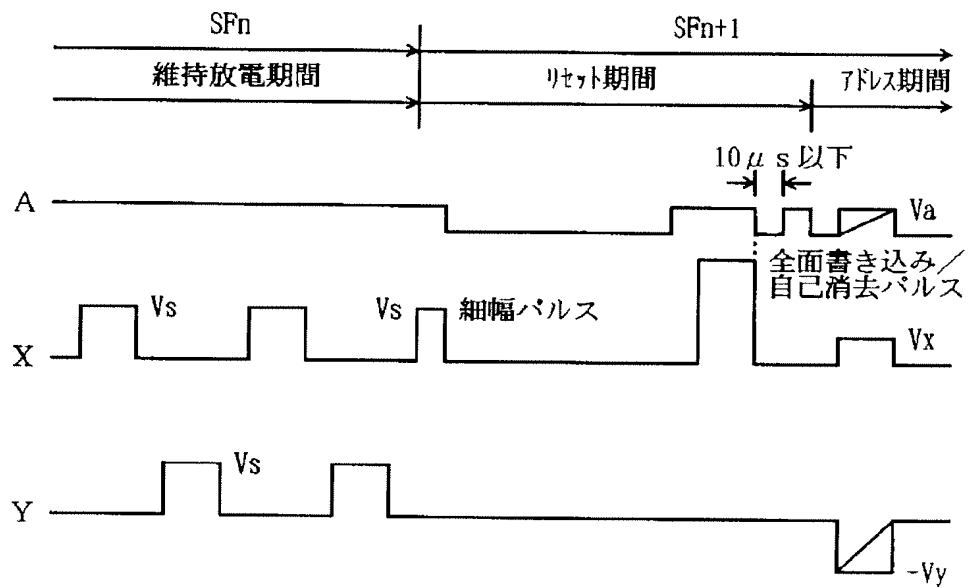 SFn
SFn+1
維持放電期間
リセット期間
アドレス期間
10μs以下
A
Va
全面書き込み/
自己消去パルス
Vs
Vs
細幅パルス
X
Vx
Vs
Y
-Vy